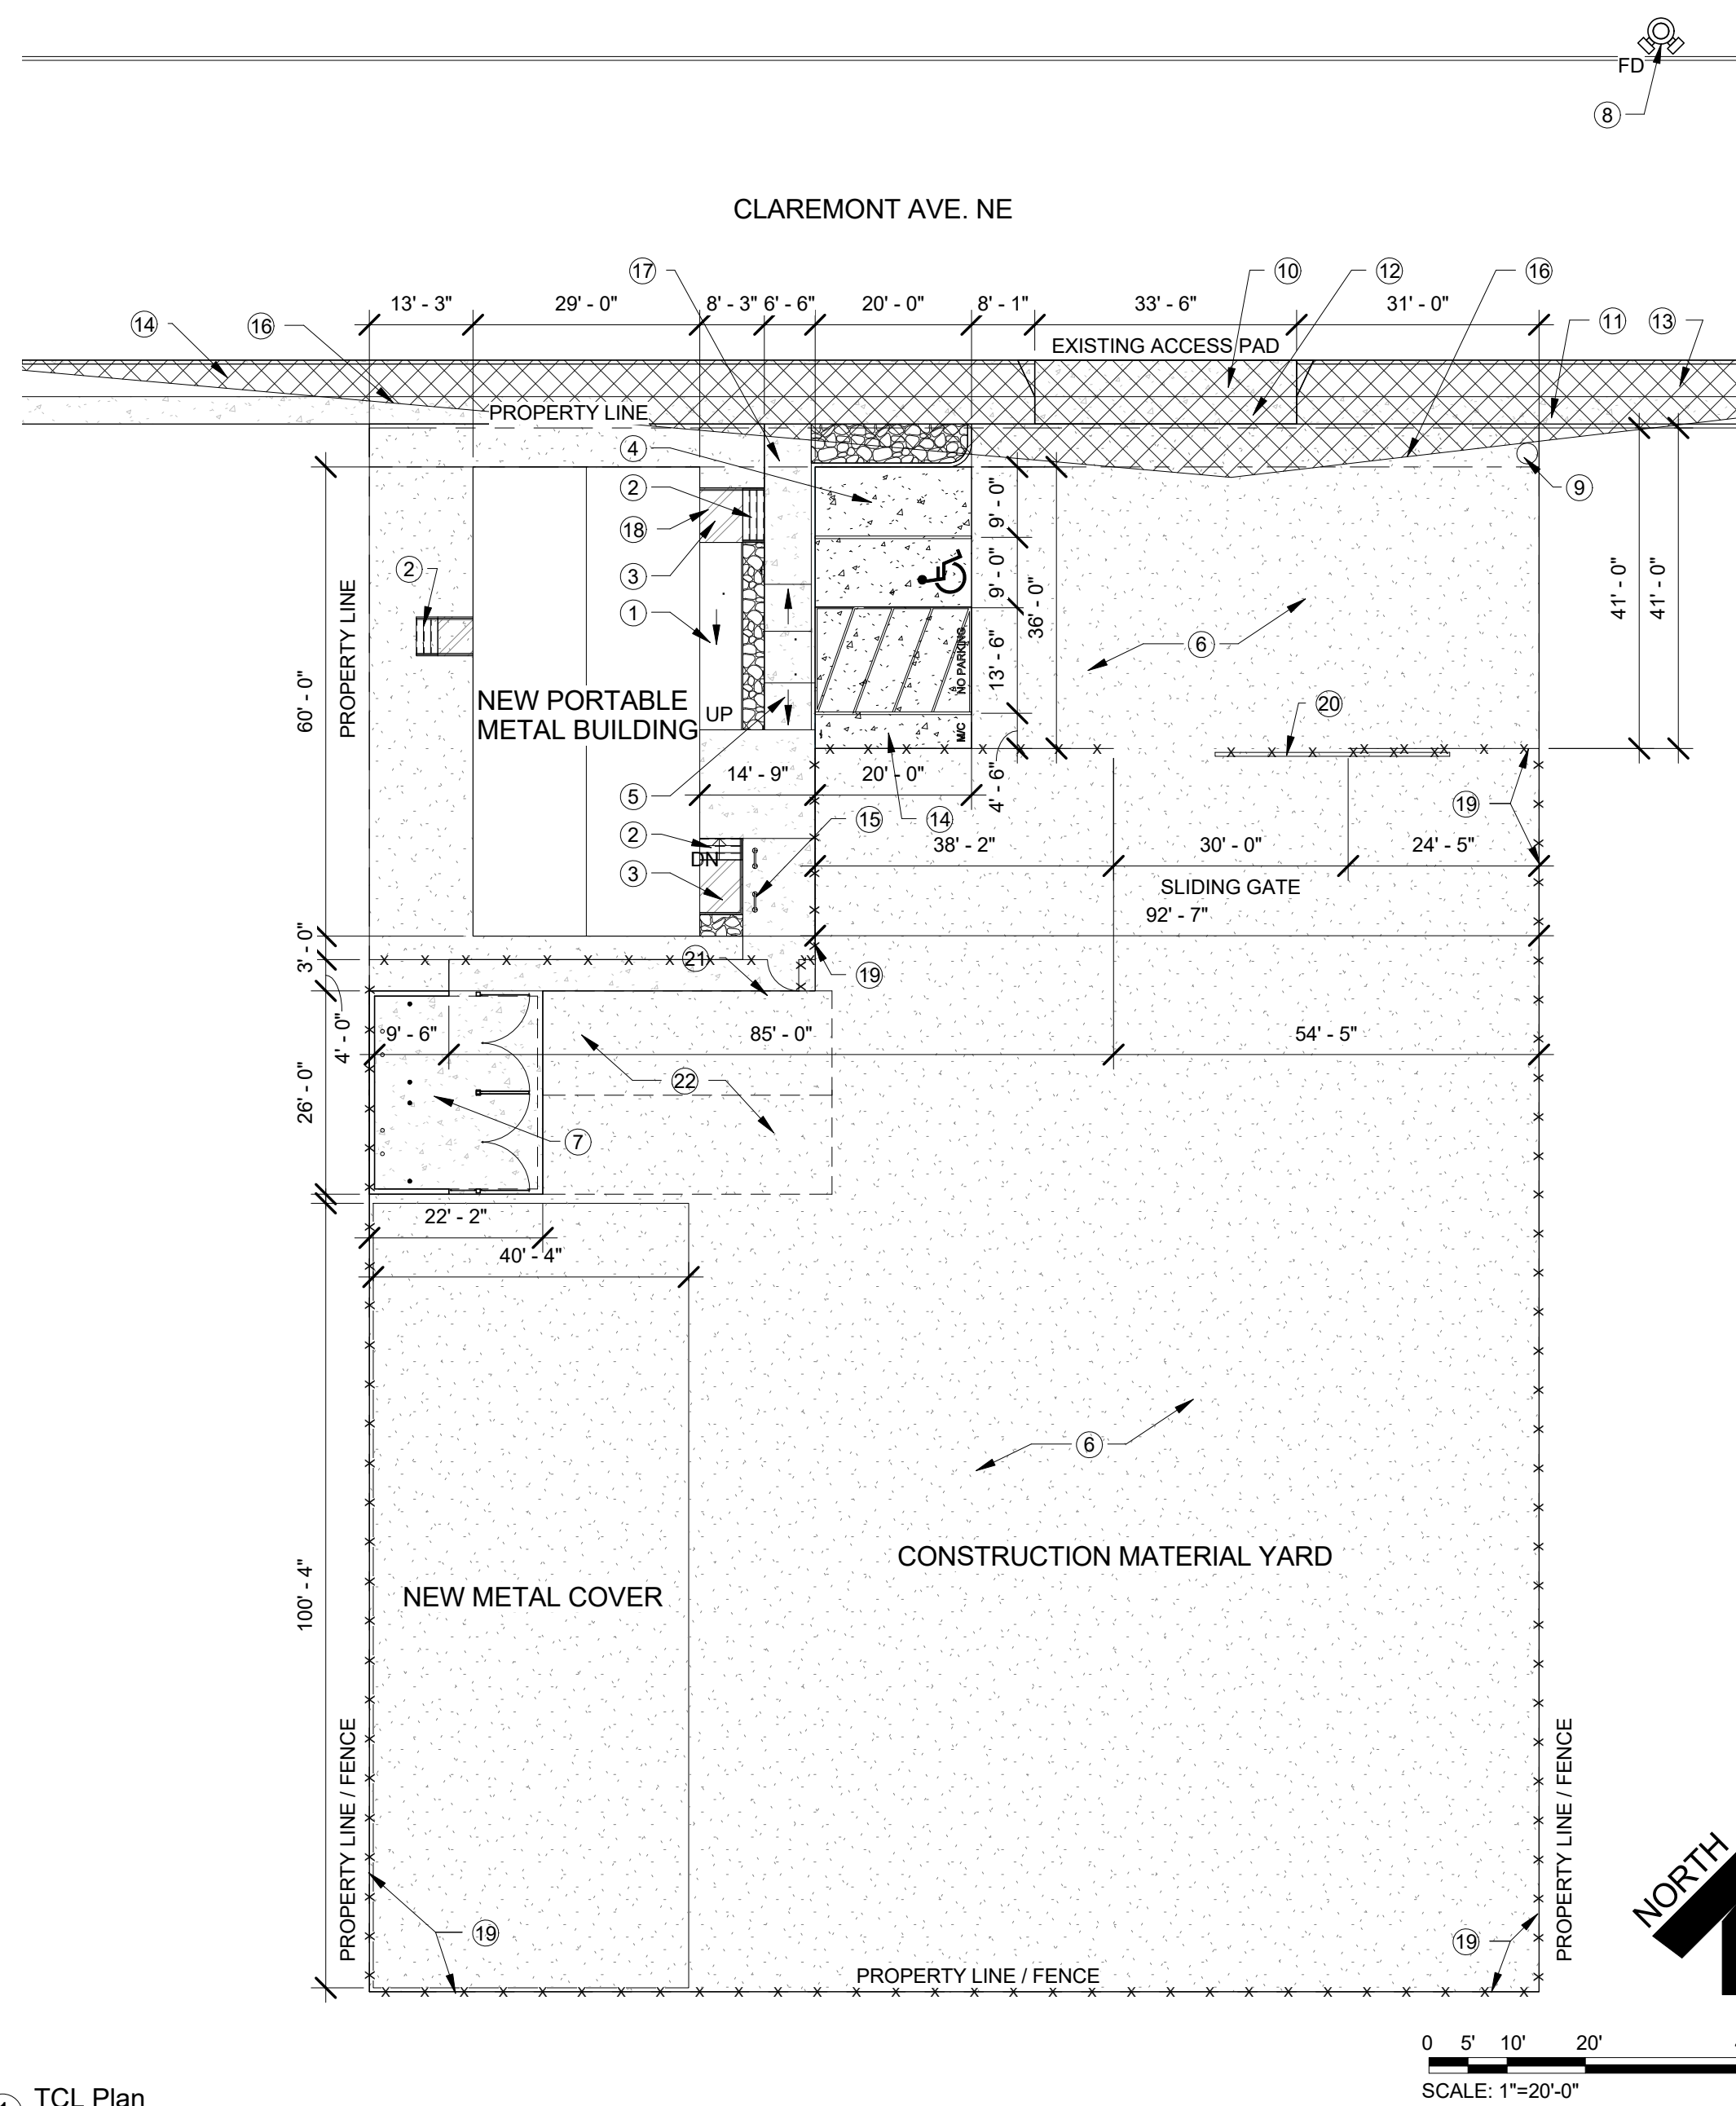 FD
8
CLAREMONT AVE. NE
17
10
12
16
14
16
11
13
13' - 3"
29' - 0"
8' - 3"
6' - 6"
20' - 0"
8' - 1"
33' - 6"
31' - 0"
EXISTING ACCESS PAD
PROPERTY LINE
4
2
18
3
1
2
9
9' - 0"
9' - 0"
36' - 0"
13' - 6"
4' - 6"
41' - 0"
41' - 0"
NO PARKING
M/C
6
20
60' - 0"
PROPERTY LINE
NEW PORTABLE
METAL BUILDING
UP
14' - 9"
20' - 0"
5
15
14
19
2
DN
3
38' - 2"
30' - 0"
24' - 5"
SLIDING GATE
92' - 7"
3' - 0"
21
19
4' - 0"
9' - 6"
85' - 0"
54' - 5"
22
26' - 0"
7
22' - 2"
40' - 4"
6
CONSTRUCTION MATERIAL YARD
NEW METAL COVER
100' - 4"
PROPERTY LINE / FENCE
PROPERTY LINE / FENCE
19
19
PROPERTY LINE / FENCE
NORTH
0 5' 10' 20'
SCALE: 1"=20'-0"
TCL Plan